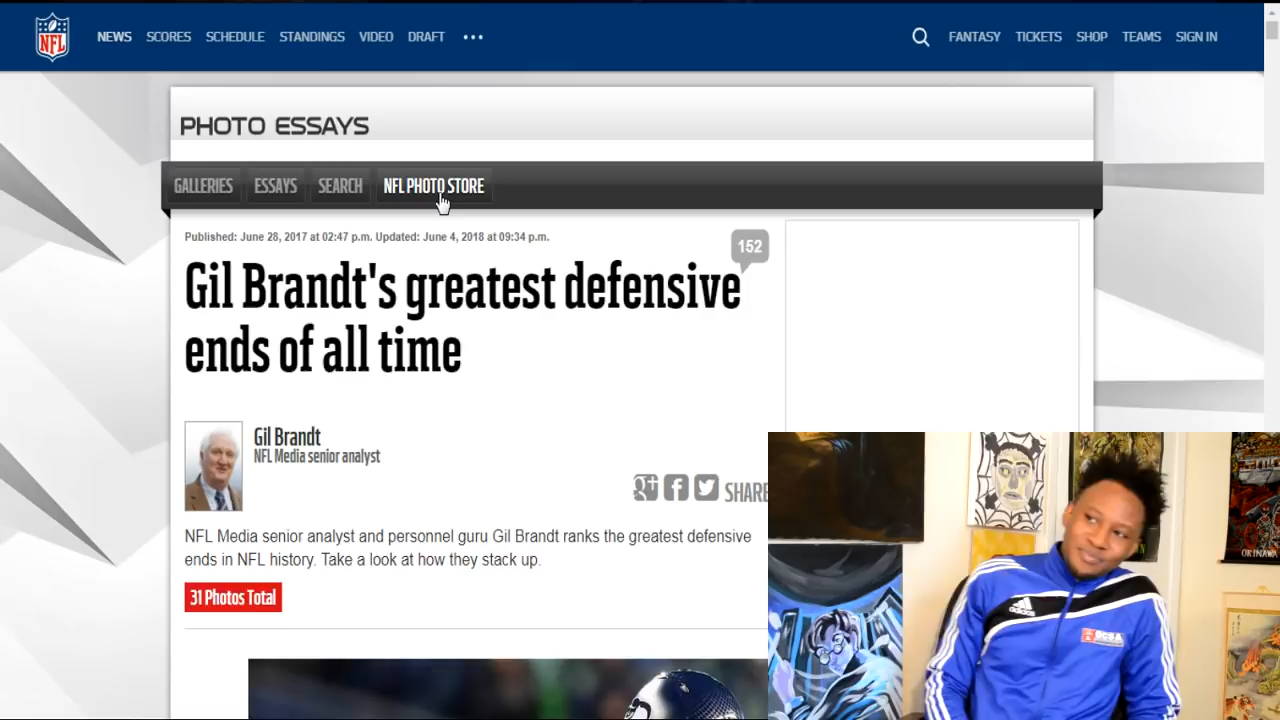 NFL
NEWS SCORES SCHEDULE STANDINGS VIDEO DRAFT ••• FANTASY TICKETS SHOP TEAMS SIGN IN
PHOTO ESSAYS
GALLERIES ESSAYS SEARCH NFL PHOTO STORE
Published: June 28, 2017 at 02:47 p.m. Updated: June 4, 2018 at 09:34 p.m.
152
Gil Brandt's greatest defensive
ends of all time
Gil Brandt
NFL Media senior analyst
SHARE
NFL Media senior analyst and personnel guru Gil Brandt ranks the greatest defensive
ends in NFL history. Take a look at how they stack up.
31 Photos Total
adidas
OKINAWA